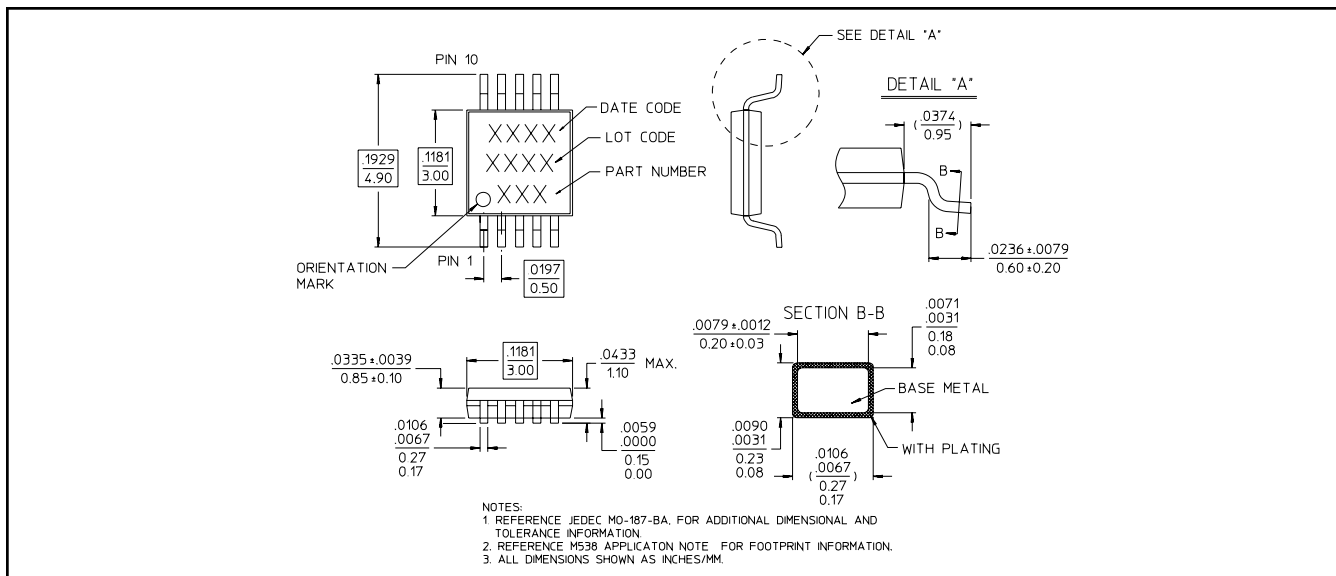 SEE DETAIL "A"
PIN 10
DETAIL "A"
DATE CODE
XXXX
LOT CODE
XXXX
PART NUMBER
XXX
.1929
4.90
.1181
3.00
(.0374)
0.95
B
B
ORIENTATION
MARK
PIN 1
.0197
0.50
.0236±.0079
0.60±0.20
SECTION B-B
.0079±.0012
0.20±0.03
.0071
.0031
0.18
0.08
.0335±.0039
0.85±0.10
.1181
3.00
.0433 MAX.
1.10
BASE METAL
.0106
.0067
0.27
0.17
.0059
.0000
0.15
0.00
.0090
.0031
0.23
0.08
WITH PLATING
.0106
(.0067)
0.27
0.17
NOTES:
1. REFERENCE JEDEC MO-187-BA, FOR ADDITIONAL DIMENSIONAL AND
TOLERANCE INFORMATION.
2. REFERENCE M538 APPLICATON NOTE FOR FOOTPRINT INFORMATION.
3. ALL DIMENSIONS SHOWN AS INCHES/MM.